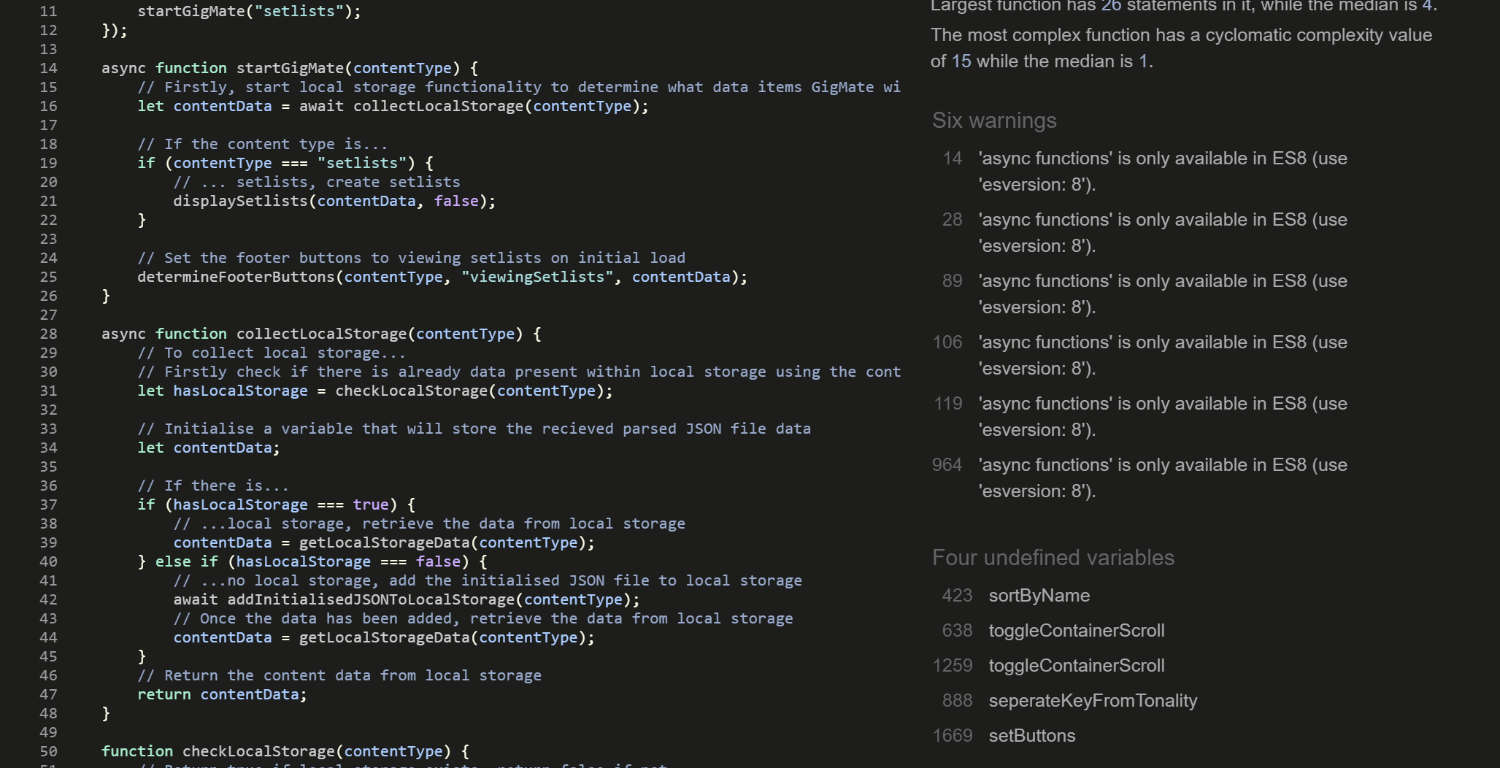 11 startGigMate("setlists");
12 });
13
14 async function startGigMate(contentType) {
15 // Firstly, start local storage functionality to determine what data items GigMate wi
16 let contentData = await collectLocalStorage(contentType);
17
18 // If the content type is...
19 if (contentType === "setlists") {
20 // ... setlists, create setlists
21 displaySetlists(contentData, false);
22 }
23
24 // Set the footer buttons to viewing setlists on initial load
25 determineFooterButtons(contentType, "viewingSetlists", contentData);
26 }
27
28 async function collectLocalStorage(contentType) {
29 // To collect local storage...
30 // Firstly check if there is already data present within local storage using the cont
31 let hasLocalStorage = checkLocalStorage(contentType);
32
33 // Initialise a variable that will store the recieved parsed JSON file data
34 let contentData;
35
36 // If there is...
37 if (hasLocalStorage === true) {
38 // ...local storage, retrieve the data from local storage
39 contentData = getLocalStorageData(contentType);
40 } else if (hasLocalStorage === false) {
41 // ...no local storage, add the initialised JSON file to local storage
42 await addInitialisedJSONToLocalStorage(contentType);
43 // Once the data has been added, retrieve the data from local storage
44 contentData = getLocalStorageData(contentType);
45 }
46 // Return the content data from local storage
47 return contentData;
48 }
49
50 function checkLocalStorage(contentType) {
Largest function has 26 statements in it, while the median is 4.
The most complex function has a cyclomatic complexity value
of 15 while the median is 1.
Six warnings
14 'async functions' is only available in ES8 (use
'esversion: 8').
28 'async functions' is only available in ES8 (use
'esversion: 8').
89 'async functions' is only available in ES8 (use
'esversion: 8').
106 'async functions' is only available in ES8 (use
'esversion: 8').
119 'async functions' is only available in ES8 (use
'esversion: 8').
964 'async functions' is only available in ES8 (use
'esversion: 8').
Four undefined variables
423 sortByName
638 toggleContainerScroll
1259 toggleContainerScroll
888 seperateKeyFromTonality
1669 setButtons